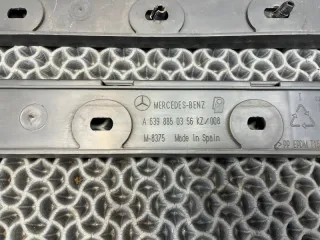 MERCEDES-BENZ
A 639 885 03 56 KZ/008
M-8375 Made in Spain